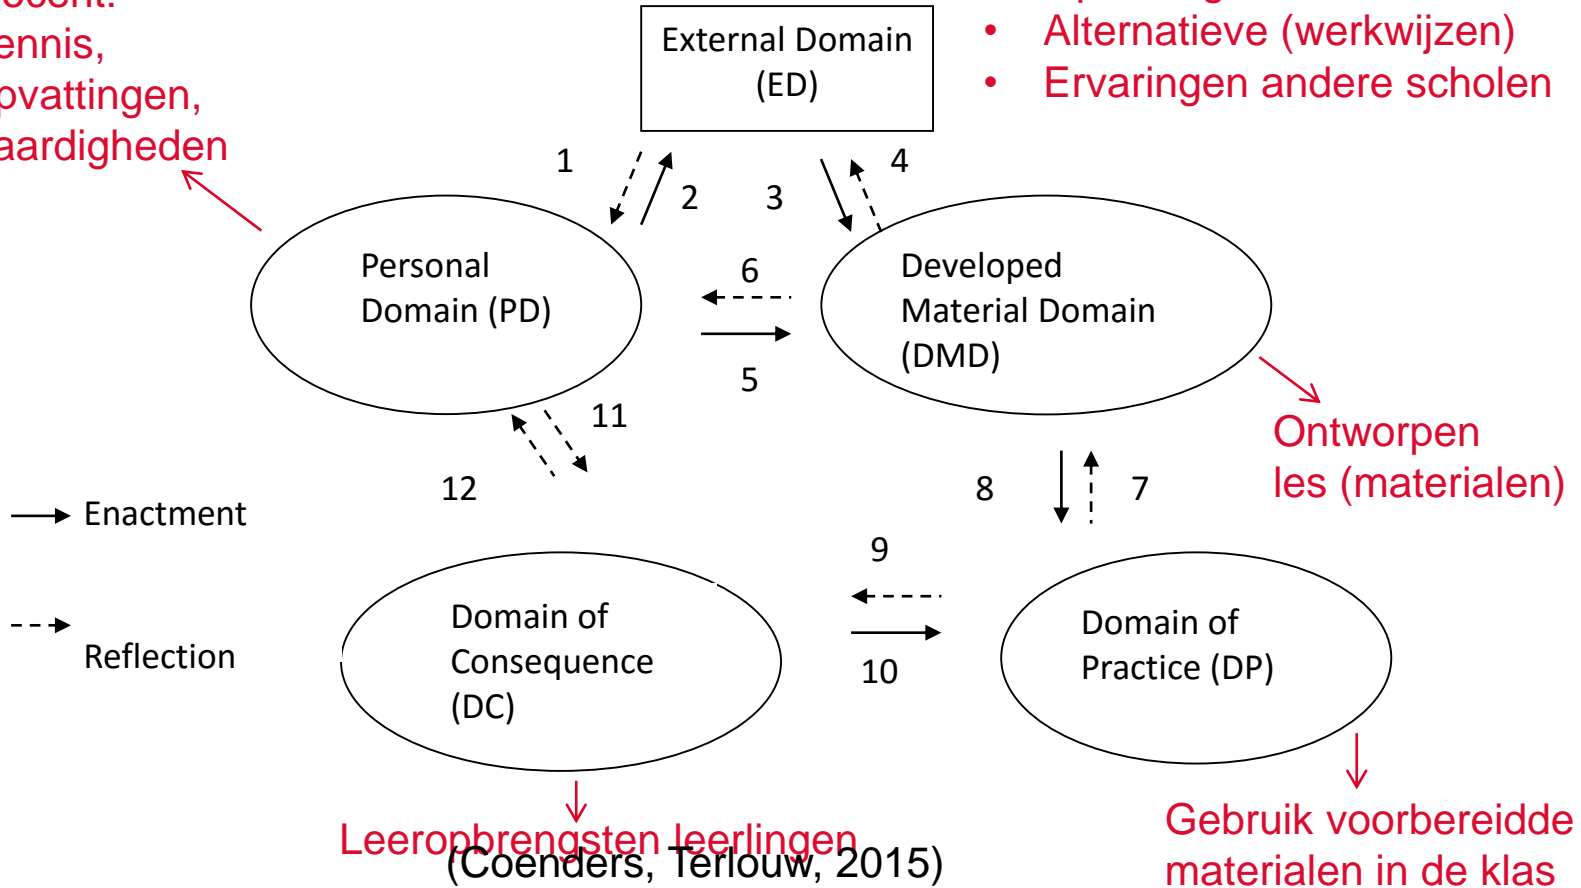 ocent:
ennis,
pvattingen,
aardigheden
External Domain
(ED)
• Alternatieve (werkwijzen)
• Ervaringen andere scholen
1
2
3
4
Personal
Domain (PD)
6
5
Developed
Material Domain
(DMD)
11
12
Ontworpen
les (materialen)
8
7
Enactment
Reflection
9
10
Domain of
Consequence
(DC)
Domain of
Practice (DP)
Leeropbrengsten leerlingen
(Coenders, Terlouw, 2015)
Gebruik voorbereidde
materialen in de klas